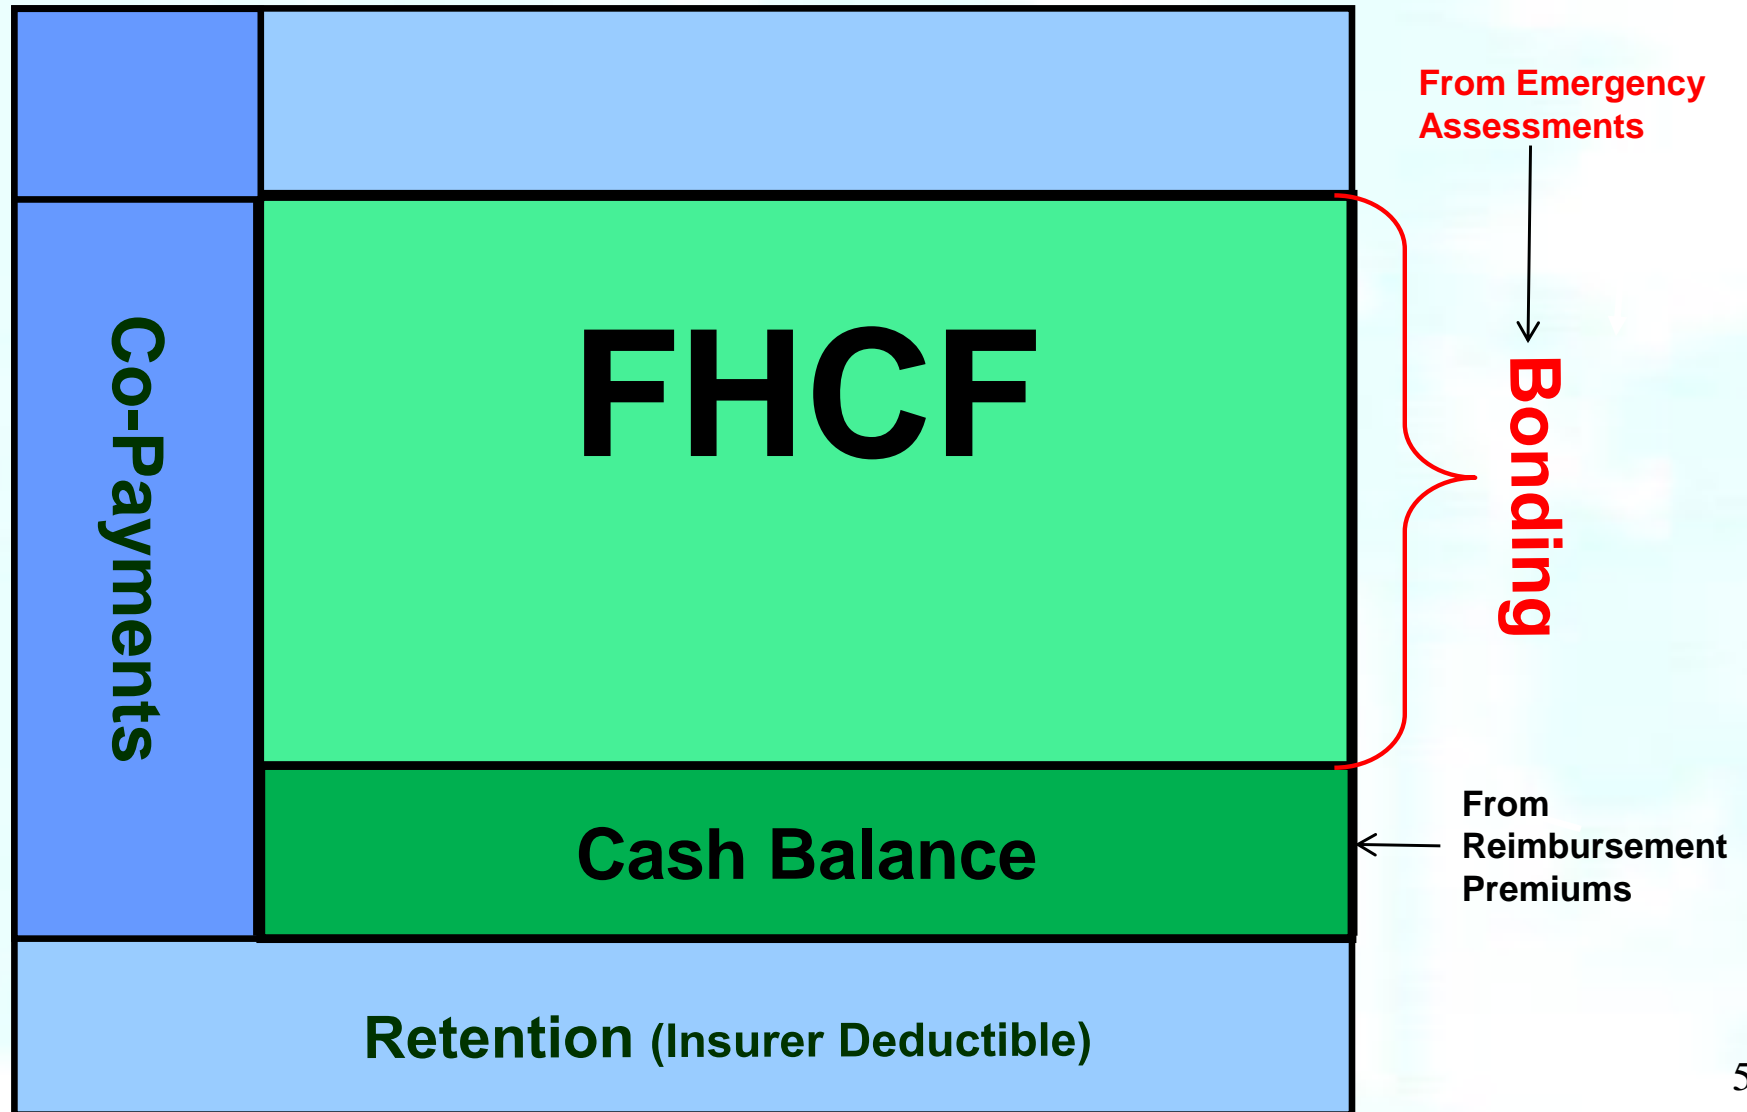 From Emergency
Assessments
FHCF
Co-Payments
Bonding
Cash Balance
From
Reimbursement
Premiums
Retention (Insurer Deductible)
5